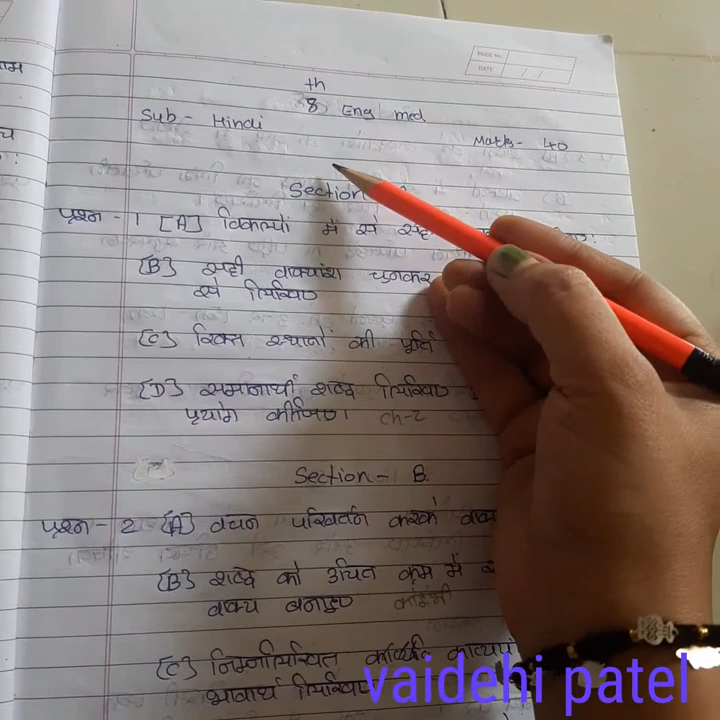 PAGE NO.
DATE
th
8 Eng med
Sub - Hindi
Marks - 40
Section
प्रश्न - 1 [A] विकल्पों में से सही
[B] सही वाक्यांश चुनकर
से लिखिए
[C] रिक्त स्थानों की पूर्ति
[D] समानार्थी शब्द लिखिए
प्रयोग कीजिए। ch-2
Section - B.
प्रश्न - 2 [A] वचन परिवर्तन करके
[B] शब्द को उचित क्रम में
वाक्य बनाइए कोईभी
[C] निम्नलिखित
भावार्थ लिखिए
vaidehi patel